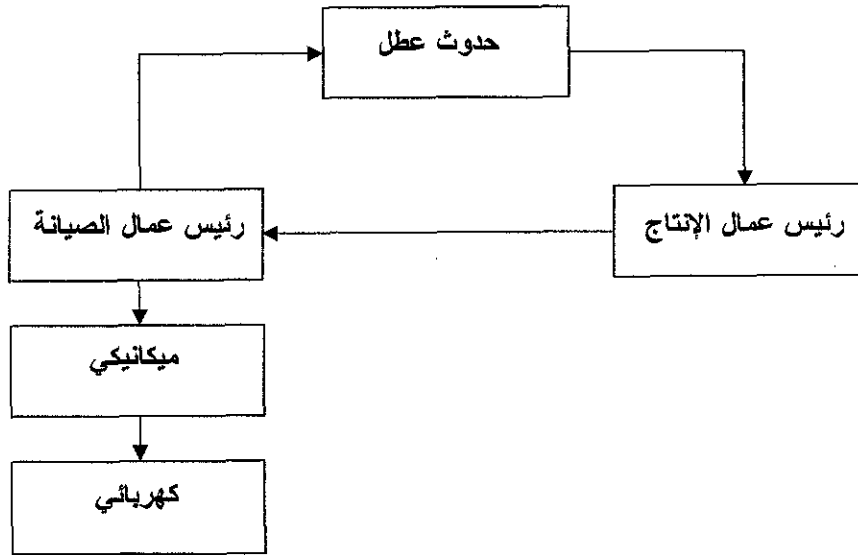 حدوث عطل
رئيس عمال الإنتاج
رئيس عمال الصيانة
ميكانيكي
كهربائي